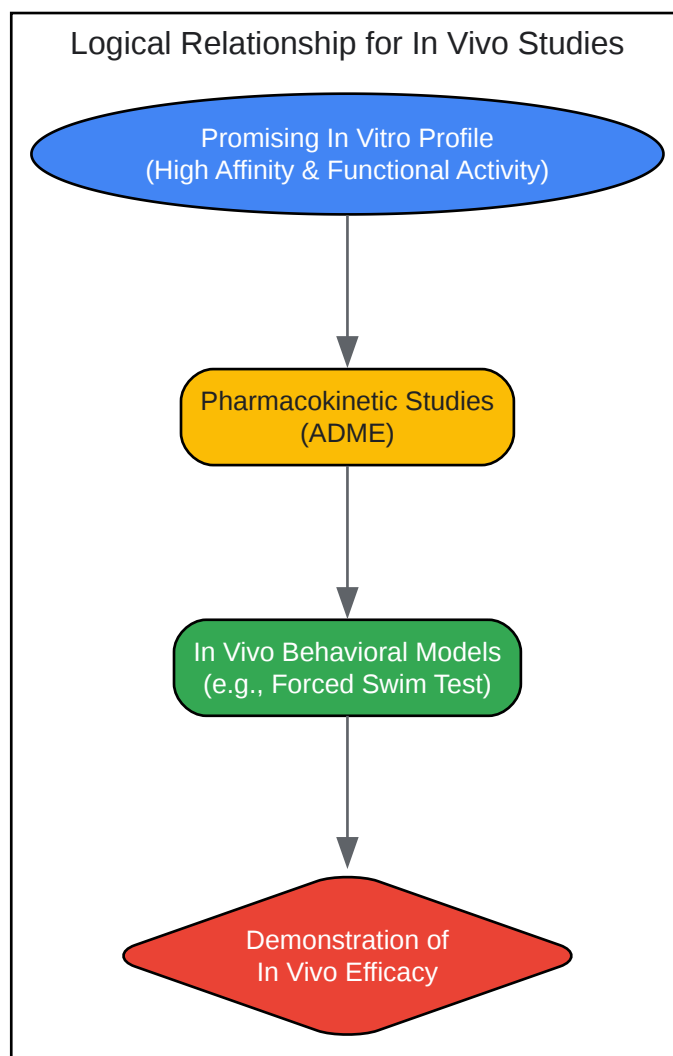 Logical Relationship for In Vivo Studies
Promising In Vitro Profile
(High Affinity & Functional Activity)
Pharmacokinetic Studies
(ADME)
In Vivo Behavioral Models
(e.g., Forced Swim Test)
Demonstration of
In Vivo Efficacy